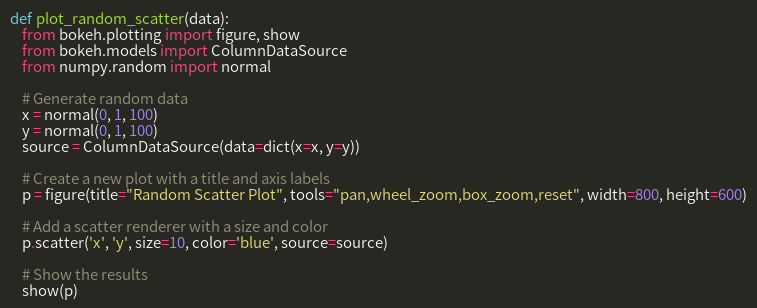 def plot_random_scatter(data):
    from bokeh.plotting import figure, show
    from bokeh.models import ColumnDataSource
    from numpy.random import normal

    # Generate random data
    x = normal(0, 1, 100)
    y = normal(0, 1, 100)
    source = ColumnDataSource(data=dict(x=x, y=y))

    # Create a new plot with a title and axis labels
    p = figure(title="Random Scatter Plot", tools="pan,wheel_zoom,box_zoom,reset", width=800, height=600)

    # Add a scatter renderer with a size and color
    p.scatter('x', 'y', size=10, color='blue', source=source)

    # Show the results
    show(p)